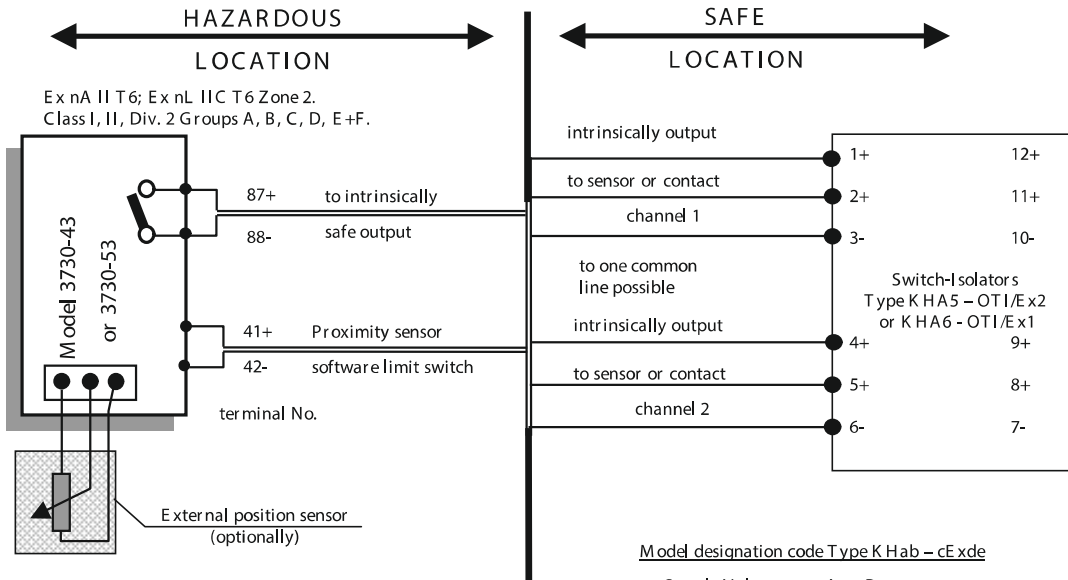 HAZARDOUS
LOCATION
SAFE
LOCATION
Ex nA II T6; Ex nL IIC T6 Zone 2.
Class I, II, Div. 2 Groups A, B, C, D, E+F.
Model 3730-43
or 3730-53
87+ to intrinsically
88- safe output
41+ Proximity sensor
42- software limit switch
terminal No.
External position sensor
(optionally)
intrinsically output
to sensor or contact
channel 1
to one common
line possible
intrinsically output
to sensor or contact
channel 2
1+ 12+
2+ 11+
3- 10-
Switch-Isolators
Type KHA5 – OTI/Ex2
or KHA6 - OTI/Ex1
4+ 9+
5+ 8+
6- 7-
Model designation code Type KHab – cExde